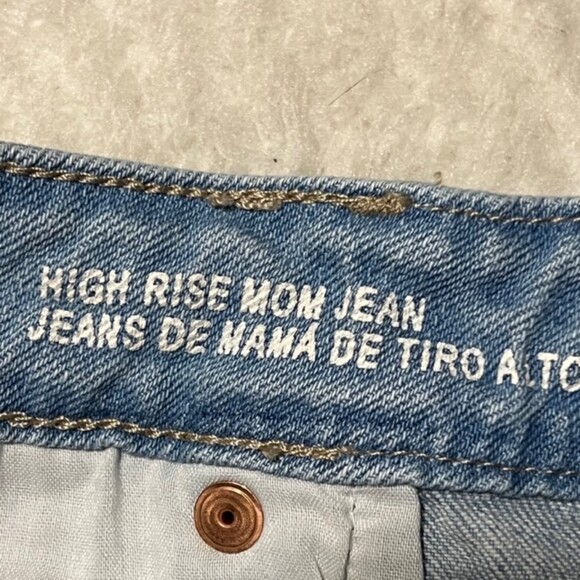 HIGH RISE MOM JEAN
JEANS DE MAMÁ DE TIRO ALTO